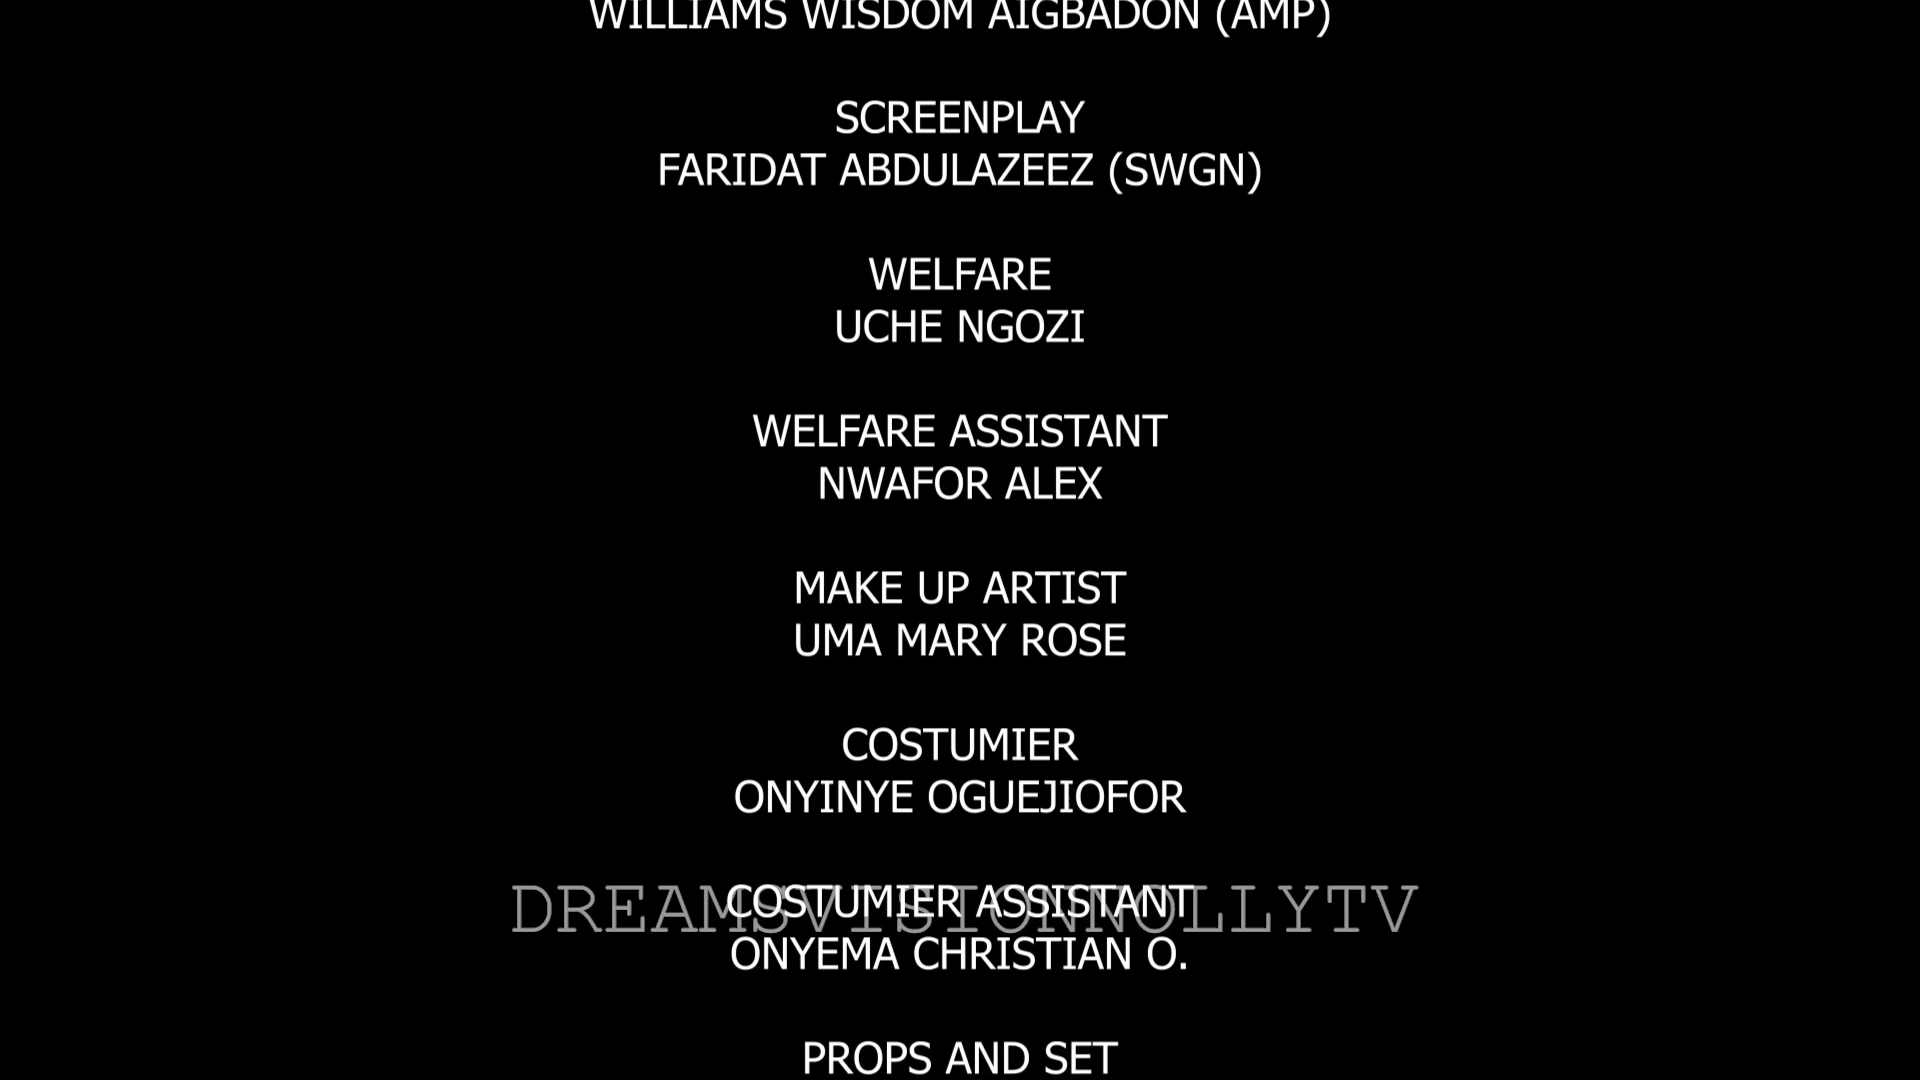 WILLIAMS WISDOM AIGBADON (AMP)
SCREENPLAY
FARIDAT ABDULAZEEZ (SWGN)
WELFARE
UCHE NGOZI
WELFARE ASSISTANT
NWAFOR ALEX
MAKE UP ARTIST
UMA MARY ROSE
COSTUMIER
ONYINYE OGUEJIOFOR
COSTUMIER ASSISTANT
DREAMSVISIONNOLLYTV
ONYEMA CHRISTIAN O.
PROPS AND SET